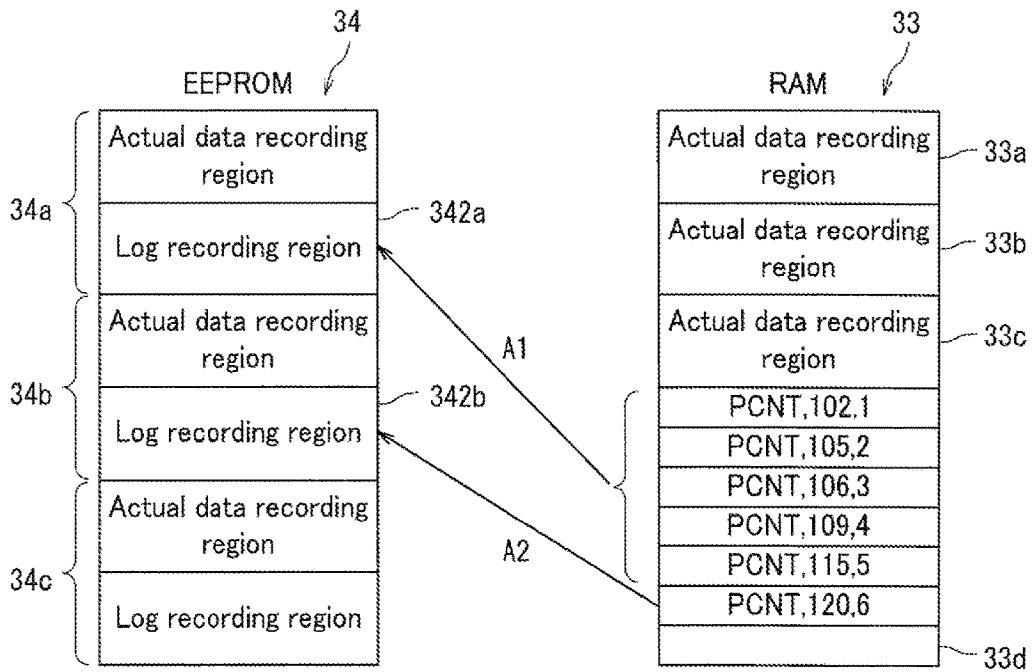 34
EEPROM
Actual data recording
region
34a
342a
Log recording region
Actual data recording
region
34b
342b
Log recording region
Actual data recording
region
34c
Log recording region
A1
A2
33
RAM
Actual data recording
region
33a
Actual data recording
region
33b
Actual data recording
region
33c
PCNT,102,1
PCNT,105,2
PCNT,106,3
PCNT,109,4
PCNT,115,5
PCNT,120,6
33d